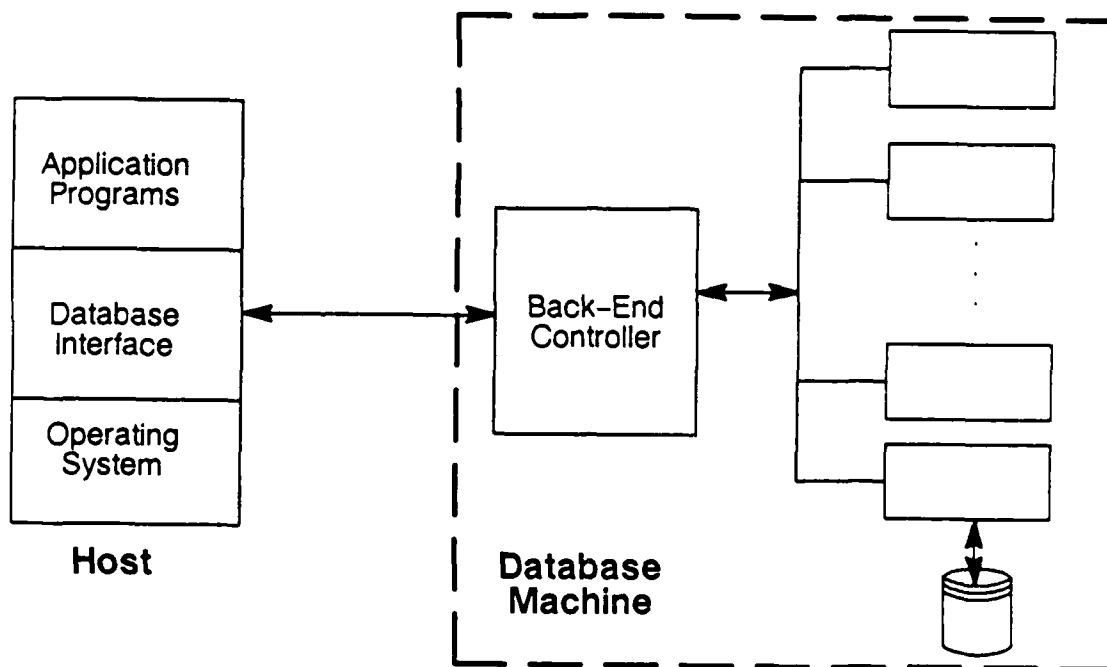 Application
Programs
Database
Interface
Operating
System
Host
Back–End
Controller
Database
Machine